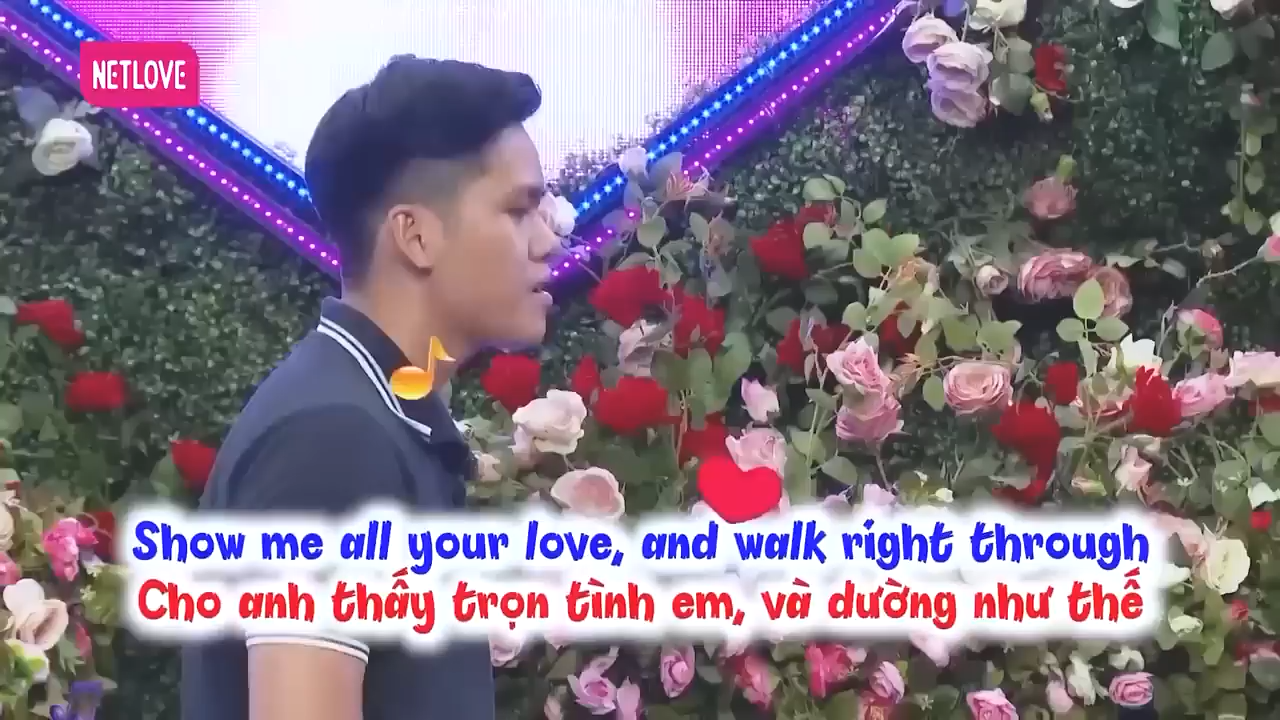 NETLOVE
Show me all your love, and walk right through
Cho anh thấy trọn tình em, và dường như thế